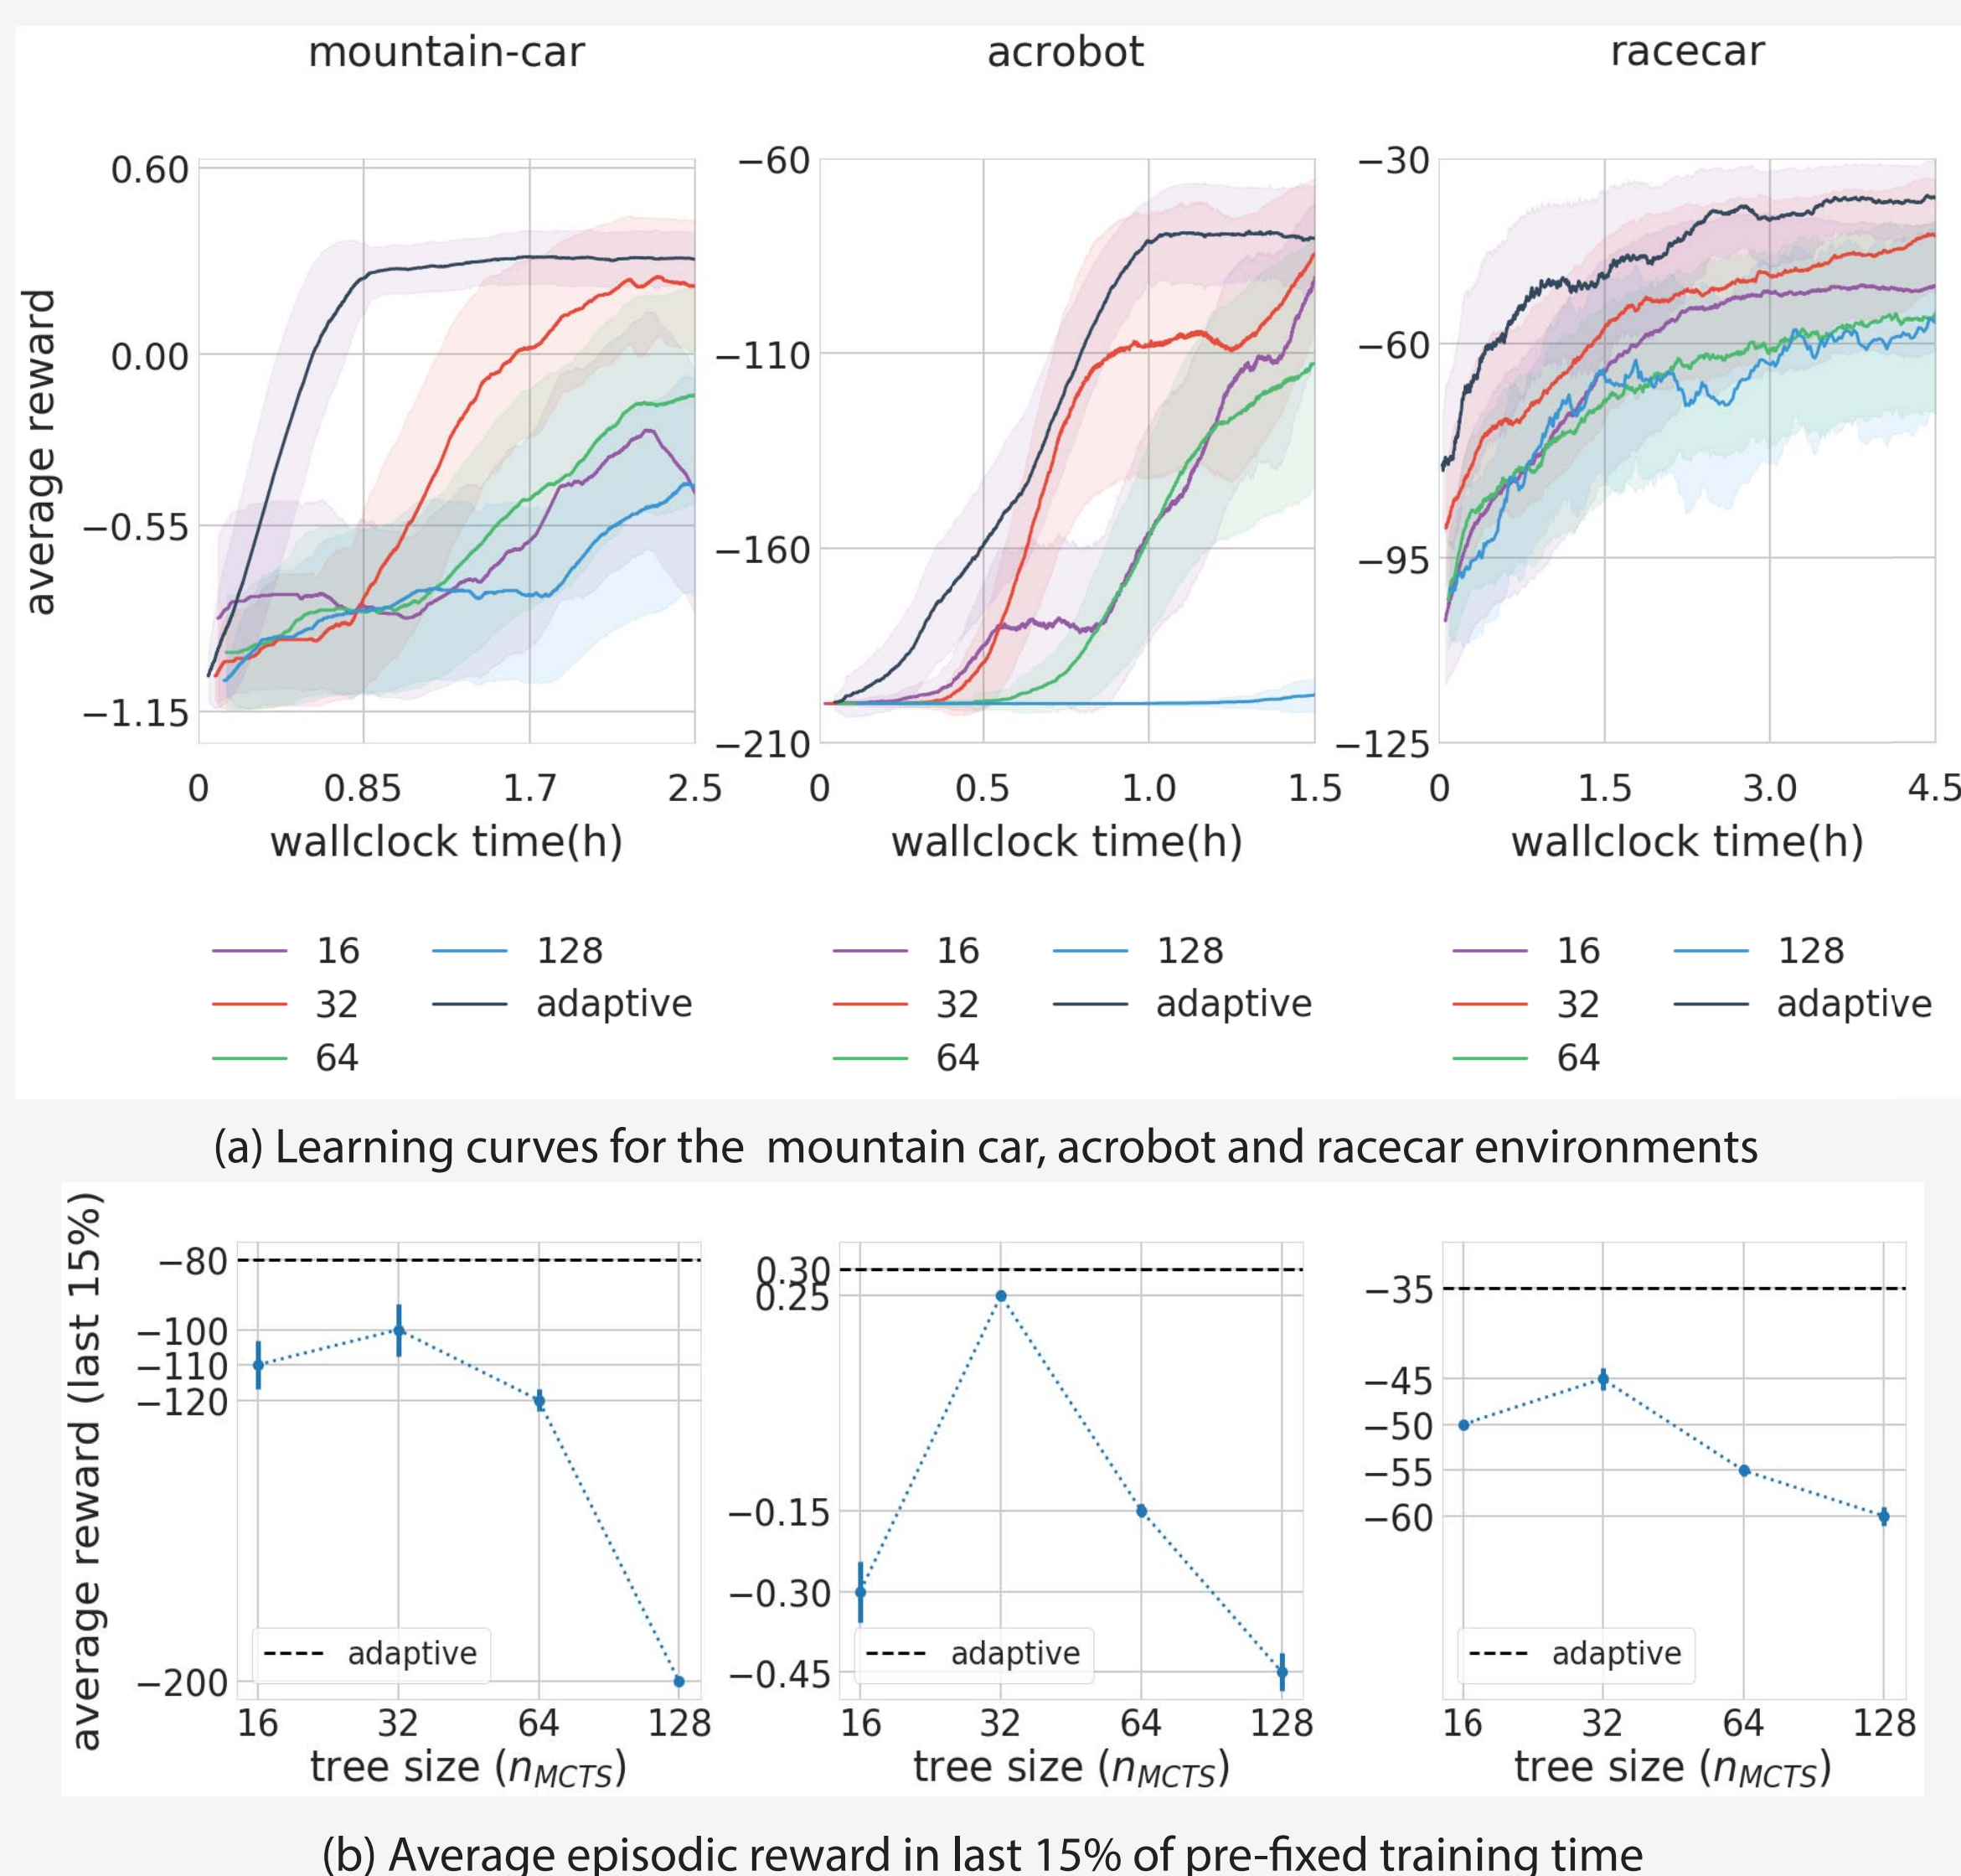 mountain-car acrobot racecar
average reward
0.60
0.00
−0.55
−1.15
0 0.85 1.7 2.5
wallclock time(h)
−60
−110
−160
−210
0 0.5 1.0 1.5
wallclock time(h)
−30
−60
−95
−125
0 1.5 3.0 4.5
wallclock time(h)
16 128
32 adaptive
64
16 128
32 adaptive
64
16 128
32 adaptive
64
(a) Learning curves for the mountain car, acrobot and racecar environments
average reward (last 15%)
−80
−100
−110
−120
−200
adaptive
16 32 64 128
tree size (nMCTS)
0.30
0.25
−0.15
−0.30
−0.45
adaptive
16 32 64 128
tree size (nMCTS)
−35
−45
−50
−55
−60
adaptive
16 32 64 128
tree size (nMCTS)
(b) Average episodic reward in last 15% of pre-fixed training time